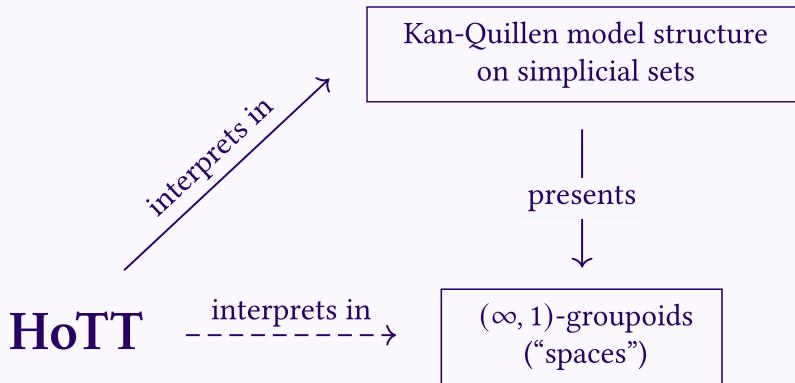 Kan-Quillen model structure
on simplicial sets
interprets in
presents
HoTT
interprets in
(∞, 1)-groupoids
(“spaces”)